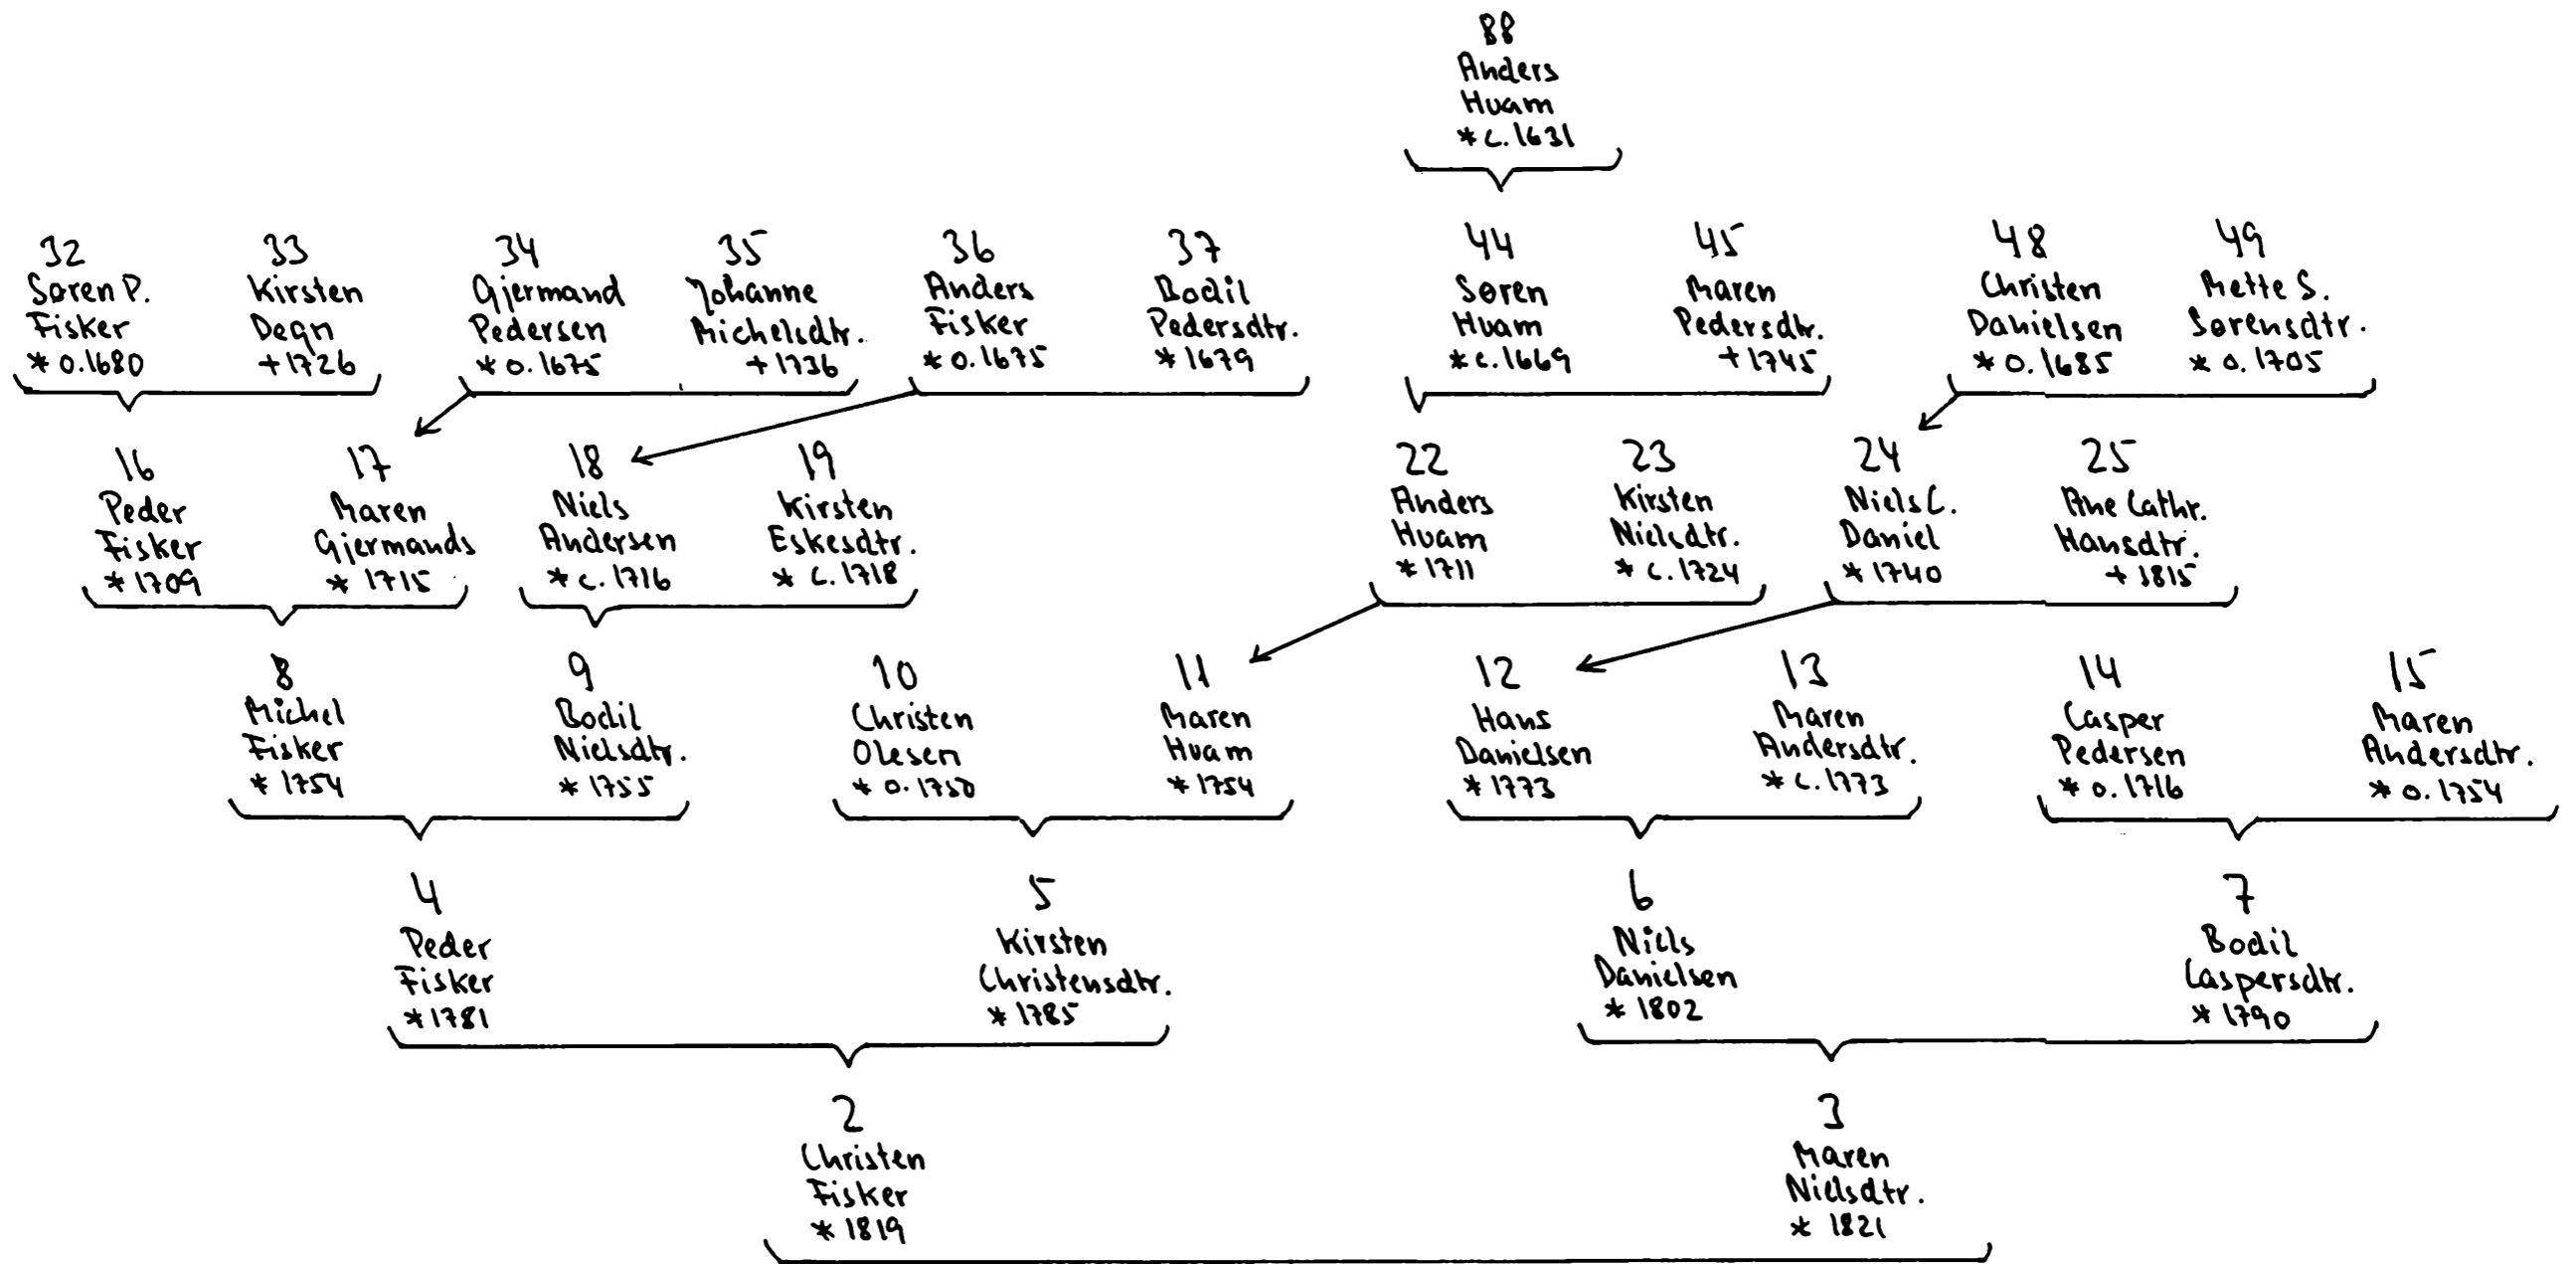 88
Anders
Huam
* c. 1631
32
Søren P.
Fisker
* o. 1680
33
Kirsten
Degn
+ 1726
34
Gjermand
Pedersen
* o. 1675
35
Johanne
Michelsdtr.
+ 1736
36
Anders
Fisker
* o. 1675
37
Bodil
Pedersdtr.
* 1679
44
Søren
Huam
* c. 1669
45
Maren
Pedersdtr.
+ 1745
48
Christen
Danielsen
* o. 1685
49
Mette S.
Sørensdtr.
* o. 1705
16
Peder
Fisker
* 1709
17
Maren
Gjermands
* 1715
18
Niels
Andersen
* c. 1716
19
Kirsten
Eskesdtr.
* c. 1718
22
Anders
Huam
* 1711
23
Kirsten
Nielsdtr.
* c. 1724
24
Niels C.
Daniel
* 1740
25
Ane Cathr.
Hansdtr.
+ 1815
8
Michel
Fisker
* 1754
9
Bodil
Nielsdtr.
* 1755
10
Christen
Olesen
* o. 1750
11
Maren
Huam
* 1754
12
Hans
Danielsen
* 1773
13
Maren
Andersdtr.
* c. 1773
14
Casper
Pedersen
* o. 1716
15
Maren
Andersdtr.
* o. 1754
4
Peder
Fisker
* 1781
5
Kirsten
Christensdtr.
* 1785
6
Niels
Danielsen
* 1802
7
Bodil
Caspersdtr.
* 1790
2
Christen
Fisker
* 1819
3
Maren
Nielsdtr.
* 1821